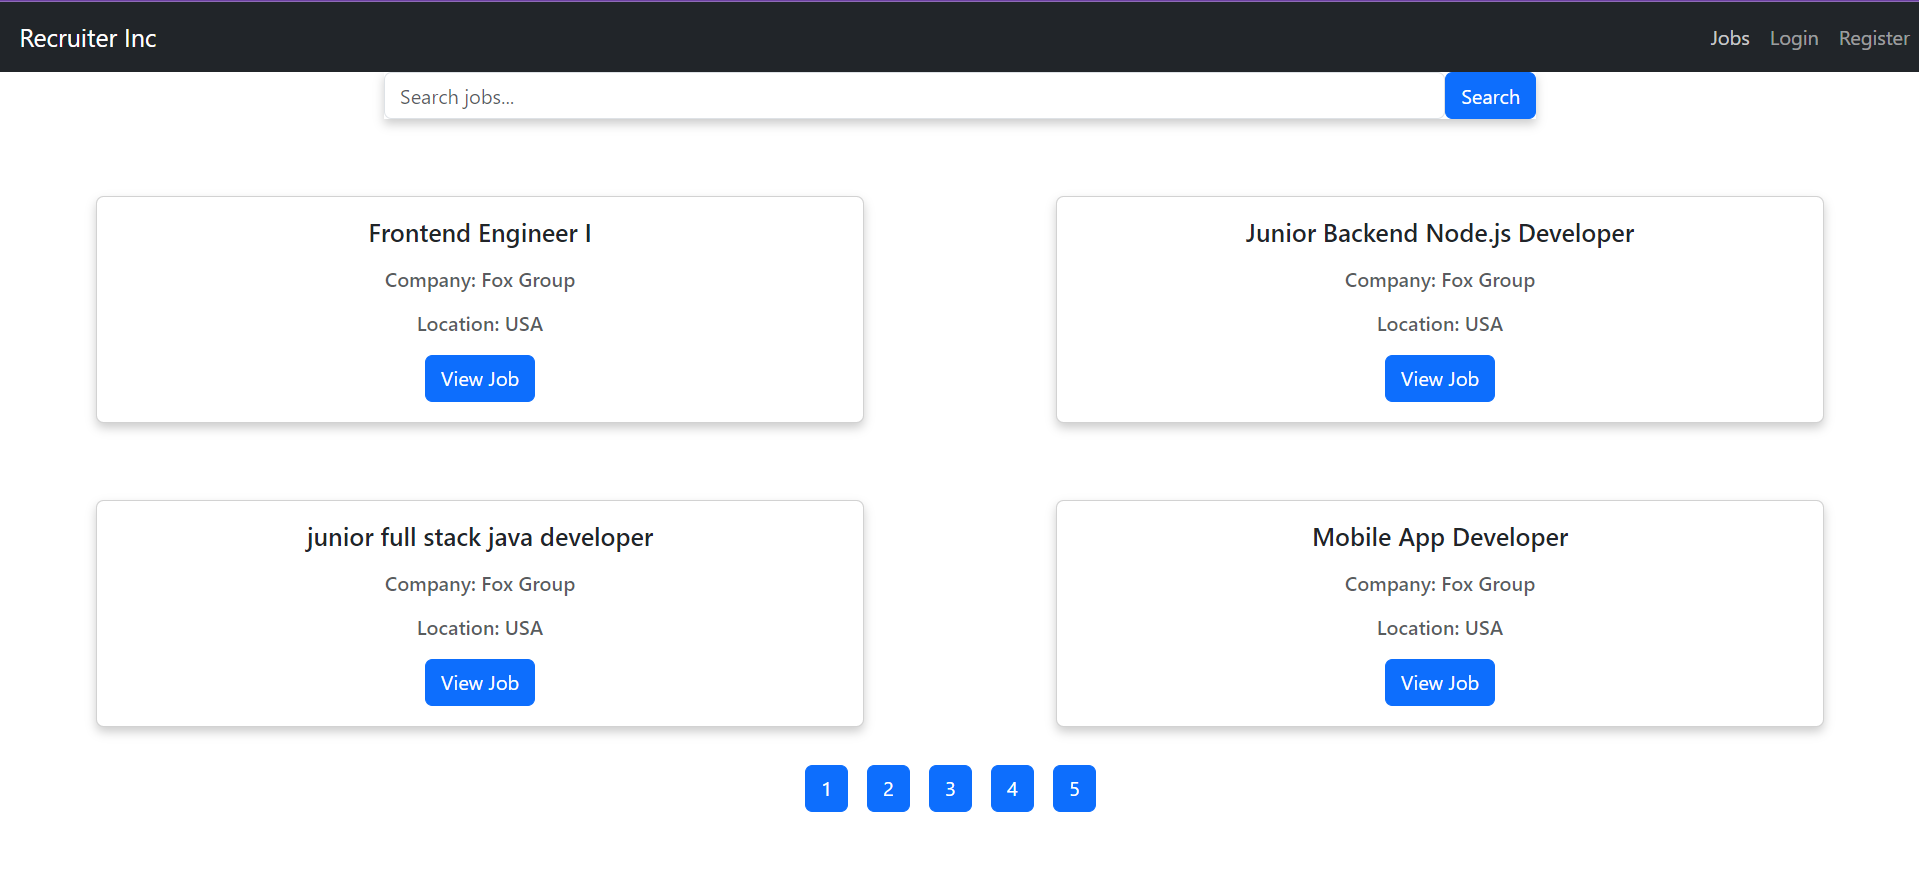 Recruiter Inc
Jobs Login Register
Search jobs...
Search
Frontend Engineer I
Company: Fox Group
Location: USA
View Job
Junior Backend Node.js Developer
Company: Fox Group
Location: USA
View Job
junior full stack java developer
Company: Fox Group
Location: USA
View Job
Mobile App Developer
Company: Fox Group
Location: USA
View Job
1 2 3 4 5